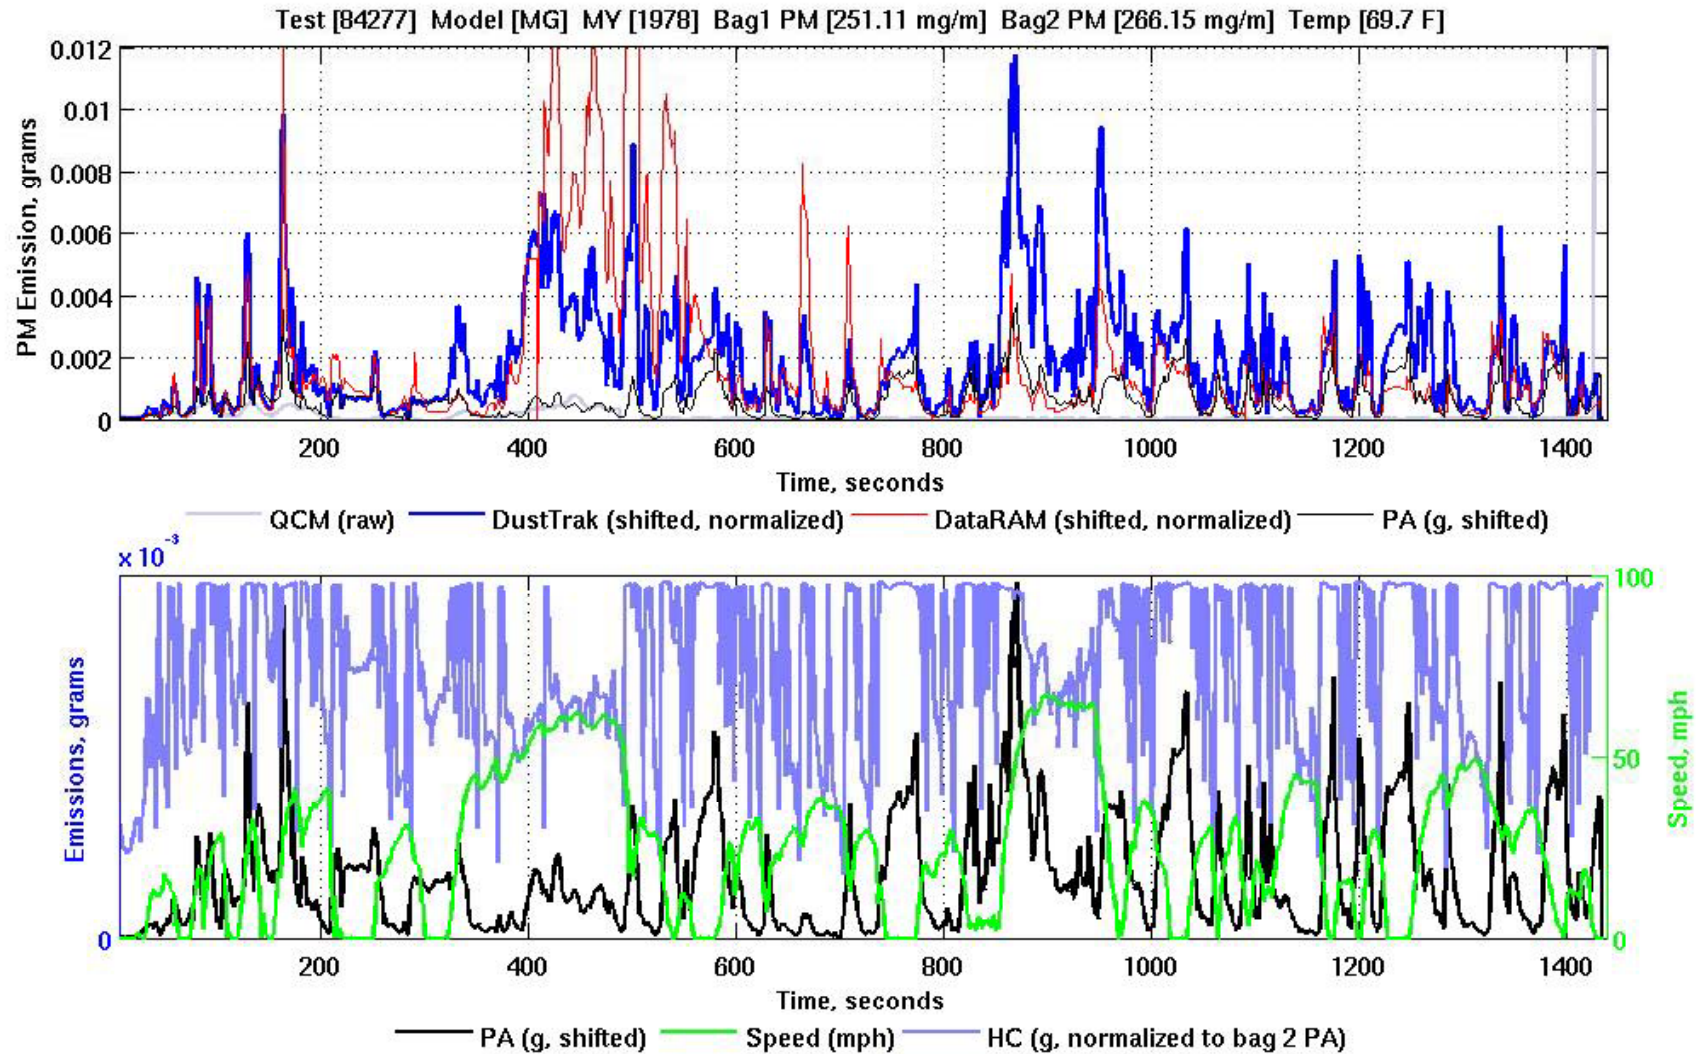 Test [84277] Model [MG] MY [1978] Bag1 PM [251.11 mg/m] Bag2 PM [266.15 mg/m] Temp [69.7 F]
PM Emission, grams
0.012
0.01
0.008
0.006
0.004
0.002
0
200 400 600 800 1000 1200 1400
Time, seconds
QCM (raw) DustTrak (shifted, normalized) DataRAM (shifted, normalized) PA (g, shifted)
x 10-3
Emissions, grams
0
100
50
0
Speed, mph
200 400 600 800 1000 1200 1400
Time, seconds
PA (g, shifted) Speed (mph) HC (g, normalized to bag 2 PA)